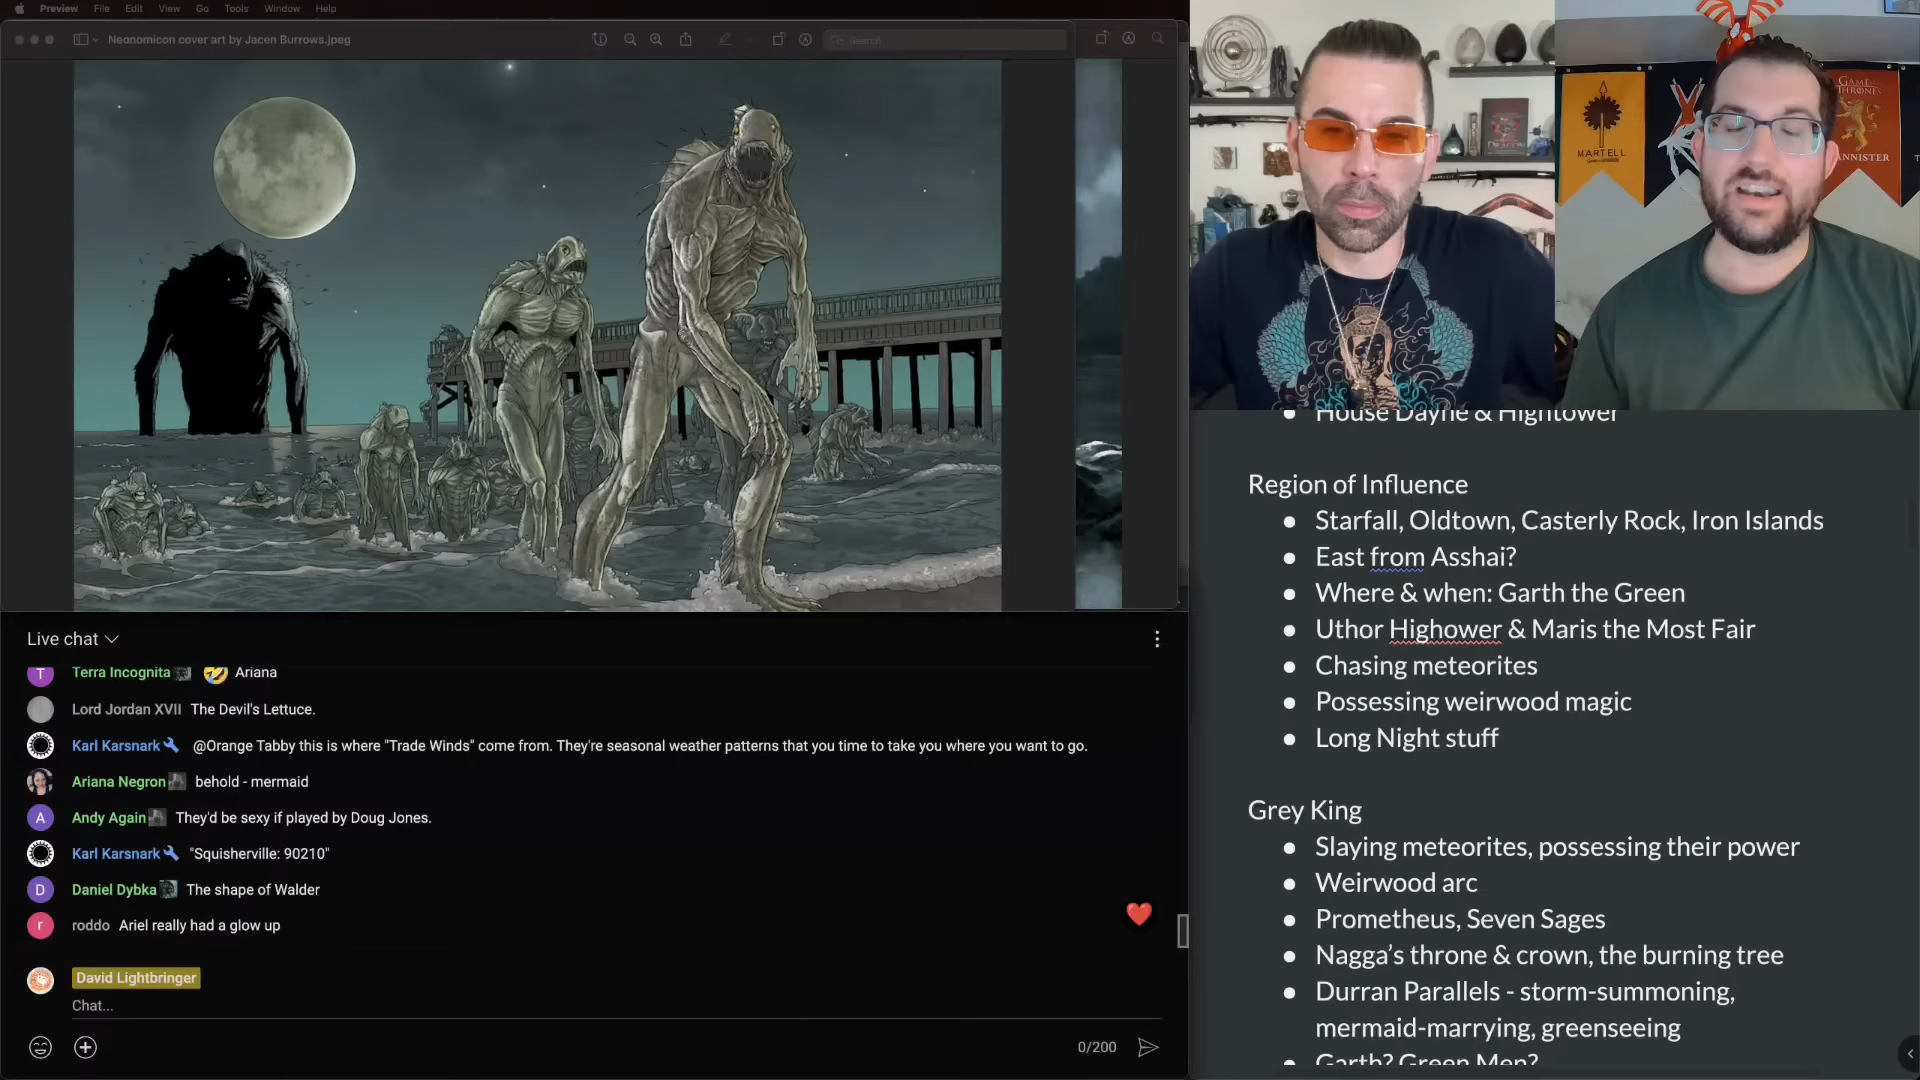 Preview File Edit View Go Tools Window Help
Neonomicon cover art by Jacen Burrows.jpeg
Search
MARTELL
GAME OF THRONES
ANNISTER
DRAGON
House Dayne & Hightower
Region of Influence
Starfall, Oldtown, Casterly Rock, Iron Islands
East from Asshai?
Where & when: Garth the Green
Uthor Highower & Maris the Most Fair
Chasing meteorites
Possessing weirwood magic
Long Night stuff
Grey King
Slaying meteorites, possessing their power
Weirwood arc
Prometheus, Seven Sages
Nagga’s throne & crown, the burning tree
Durran Parallels - storm-summoning,
mermaid-marrying, greenseeing
Garth? Green Men?
Live chat
T Terra Incognita Ariana
Lord Jordan XVII The Devil's Lettuce.
Karl Karsnark @Orange Tabby this is where "Trade Winds" come from. They're seasonal weather patterns that you time to take you where you want to go.
Ariana Negron behold - mermaid
A Andy Again They'd be sexy if played by Doug Jones.
Karl Karsnark "Squisherville: 90210"
D Daniel Dybka The shape of Walder
r roddo Ariel really had a glow up
David Lightbringer
Chat...
0/200